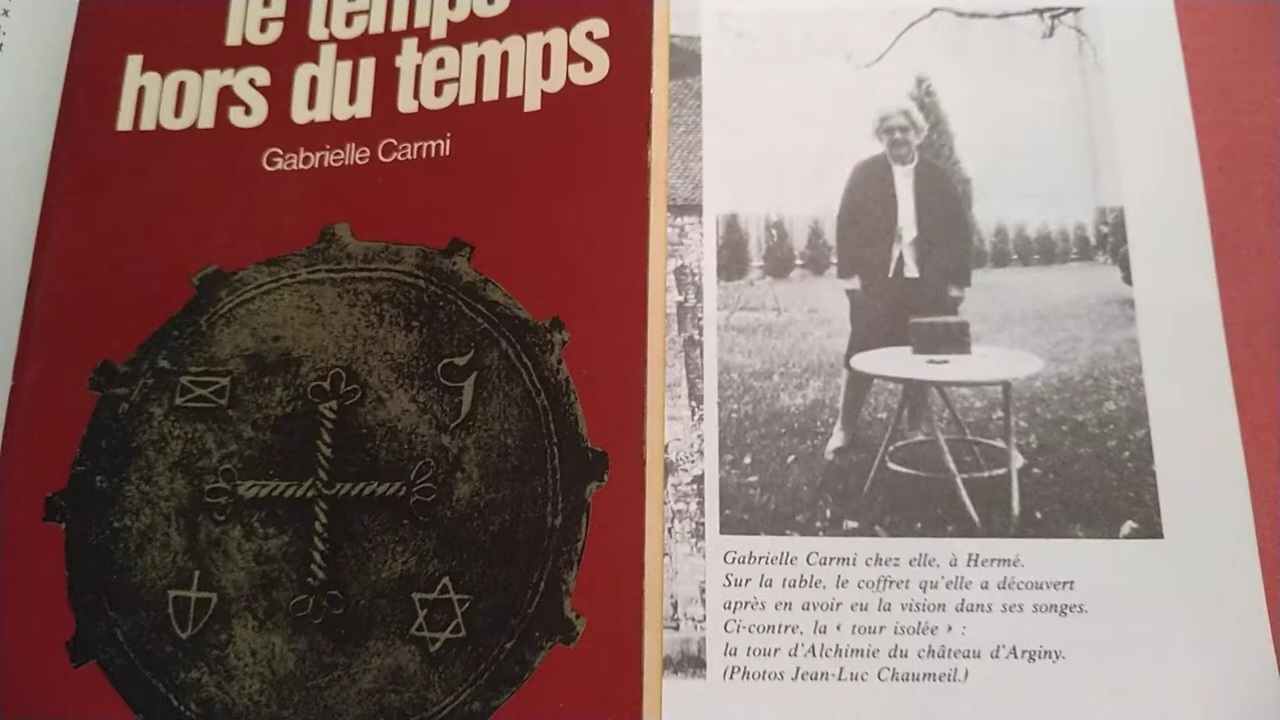 le temps
hors du temps
Gabrielle Carmi
Gabrielle Carmi chez elle, à Hermé.
Sur la table, le coffret qu'elle a découvert
après en avoir eu la vision dans ses songes.
Ci-contre, la « tour isolée » :
la tour d'Alchimie du château d'Arginy.
(Photos Jean-Luc Chaumeil.)